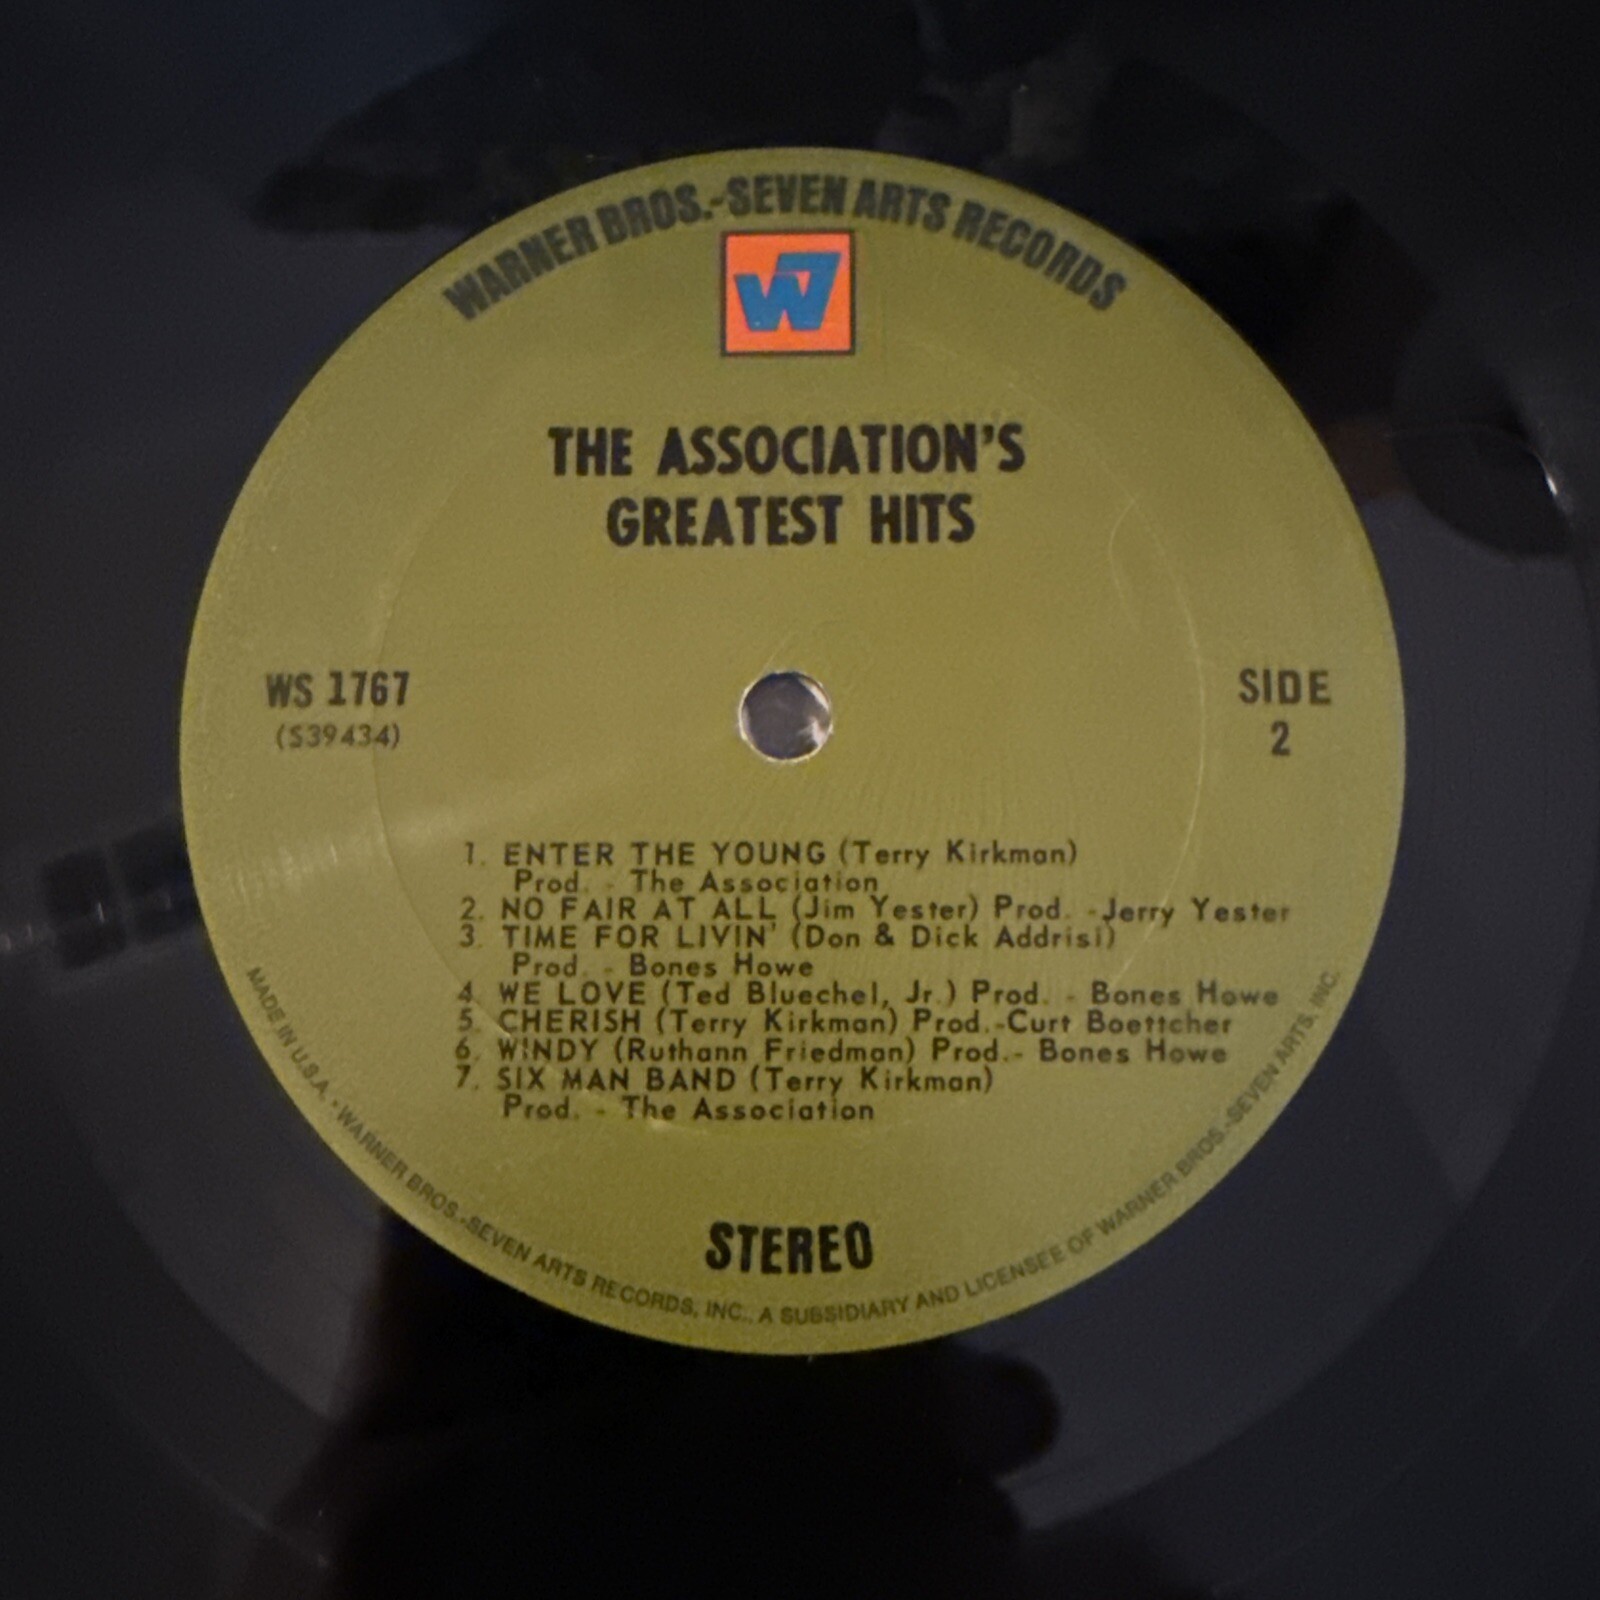 WARNER BROS.-SEVEN ARTS RECORDS
W7
THE ASSOCIATION'S
GREATEST HITS
WS 1767
(S39434)
SIDE
2
1. ENTER THE YOUNG (Terry Kirkman)
Prod. - The Association
2. NO FAIR AT ALL (Jim Yester) Prod. -Jerry Yester
3. TIME FOR LIVIN' (Don & Dick Addrisi)
Prod. - Bones Howe
4. WE LOVE (Ted Bluechel, Jr.) Prod. - Bones Howe
5. CHERISH (Terry Kirkman) Prod.-Curt Boettcher
6. WINDY (Ruthann Friedman) Prod.- Bones Howe
7. SIX MAN BAND (Terry Kirkman)
Prod. - The Association
STEREO
MADE IN U.S.A. • WARNER BROS.-SEVEN ARTS RECORDS, INC., A SUBSIDIARY AND LICENSEE OF WARNER BROS.-SEVEN ARTS, INC.